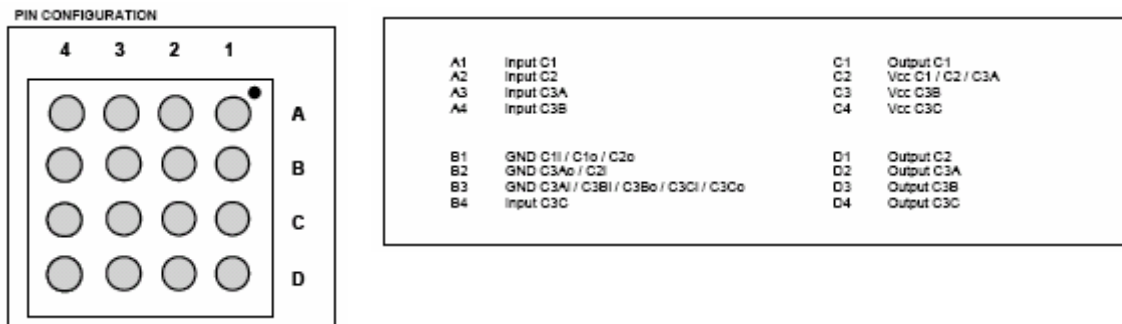 PIN CONFIGURATION
4 3 2 1
A
B
C
D
A1 Input C1
A2 Input C2
A3 Input C3A
A4 Input C3B
B1 GND C1i / C1o / C2o
B2 GND C3Ao / C2i
B3 GND C3Ai / C3Bi / C3Bo / C3Ci / C3Co
B4 Input C3C
C1 Output C1
C2 Vcc C1 / C2 / C3A
C3 Vcc C3B
C4 Vcc C3C
D1 Output C2
D2 Output C3A
D3 Output C3B
D4 Output C3C